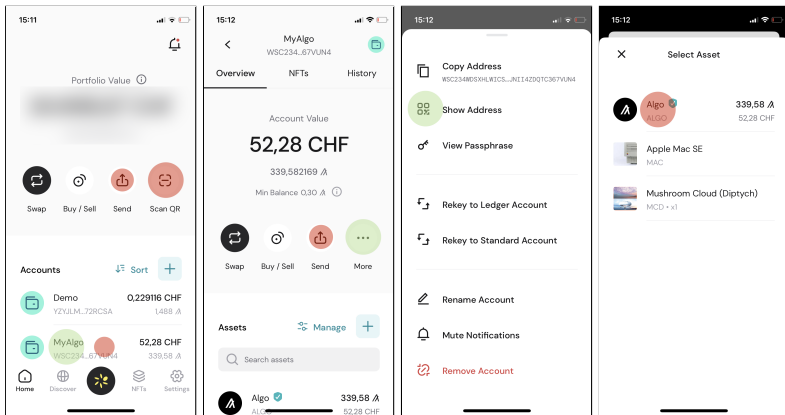 15:11
Portfolio Value
Swap
Buy / Sell
Send
Scan QR
Accounts
Sort
Demo
0,229116 CHF
YZYJLM...72RCSA
1,488
MyAlgo
52,28 CHF
WSC234...67VUN4
339,58
Home
Discover
NFTs
Settings
15:12
MyAlgo
WSC234...67VUN4
Overview
NFTs
History
Account Value
52,28 CHF
339,582169
Min Balance 0,30
Swap
Buy / Sell
Send
More
Assets
Manage
Search assets
Algo
339,58
ALGO
52,28 CHF
15:12
Copy Address
WSC234WDSXHLWICS...JNII4ZDQTC367VUN4
Show Address
View Passphrase
Rekey to Ledger Account
Rekey to Standard Account
Rename Account
Mute Notifications
Remove Account
15:12
Select Asset
Algo
339,58
ALGO
52,28 CHF
Apple Mac SE
MAC
Mushroom Cloud (Diptych)
MCD • x1